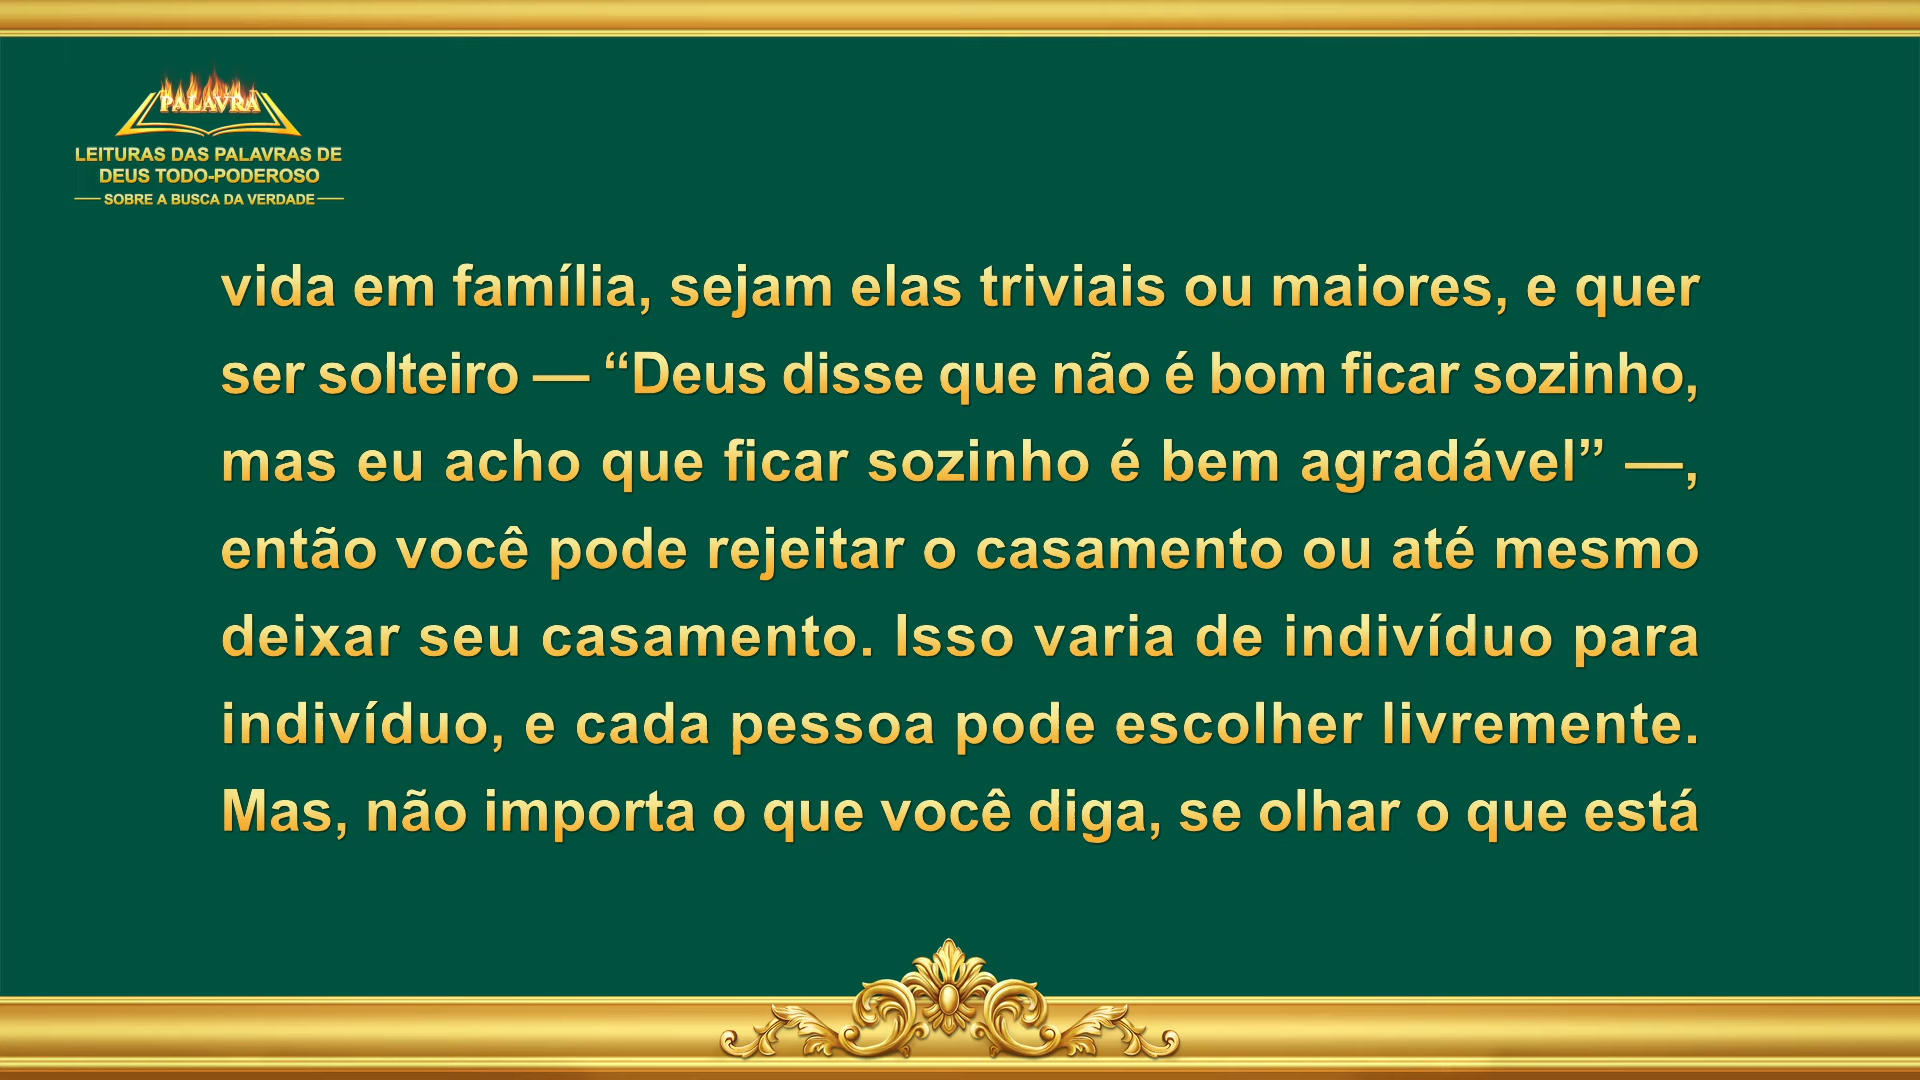 PALAVRA
LEITURAS DAS PALAVRAS DE
DEUS TODO-PODEROSO
SOBRE A BUSCA DA VERDADE
vida em família, sejam elas triviais ou maiores, e quer
ser solteiro — “Deus disse que não é bom ficar sozinho,
mas eu acho que ficar sozinho é bem agradável” —,
então você pode rejeitar o casamento ou até mesmo
deixar seu casamento. Isso varia de indivíduo para
indivíduo, e cada pessoa pode escolher livremente.
Mas, não importa o que você diga, se olhar o que está